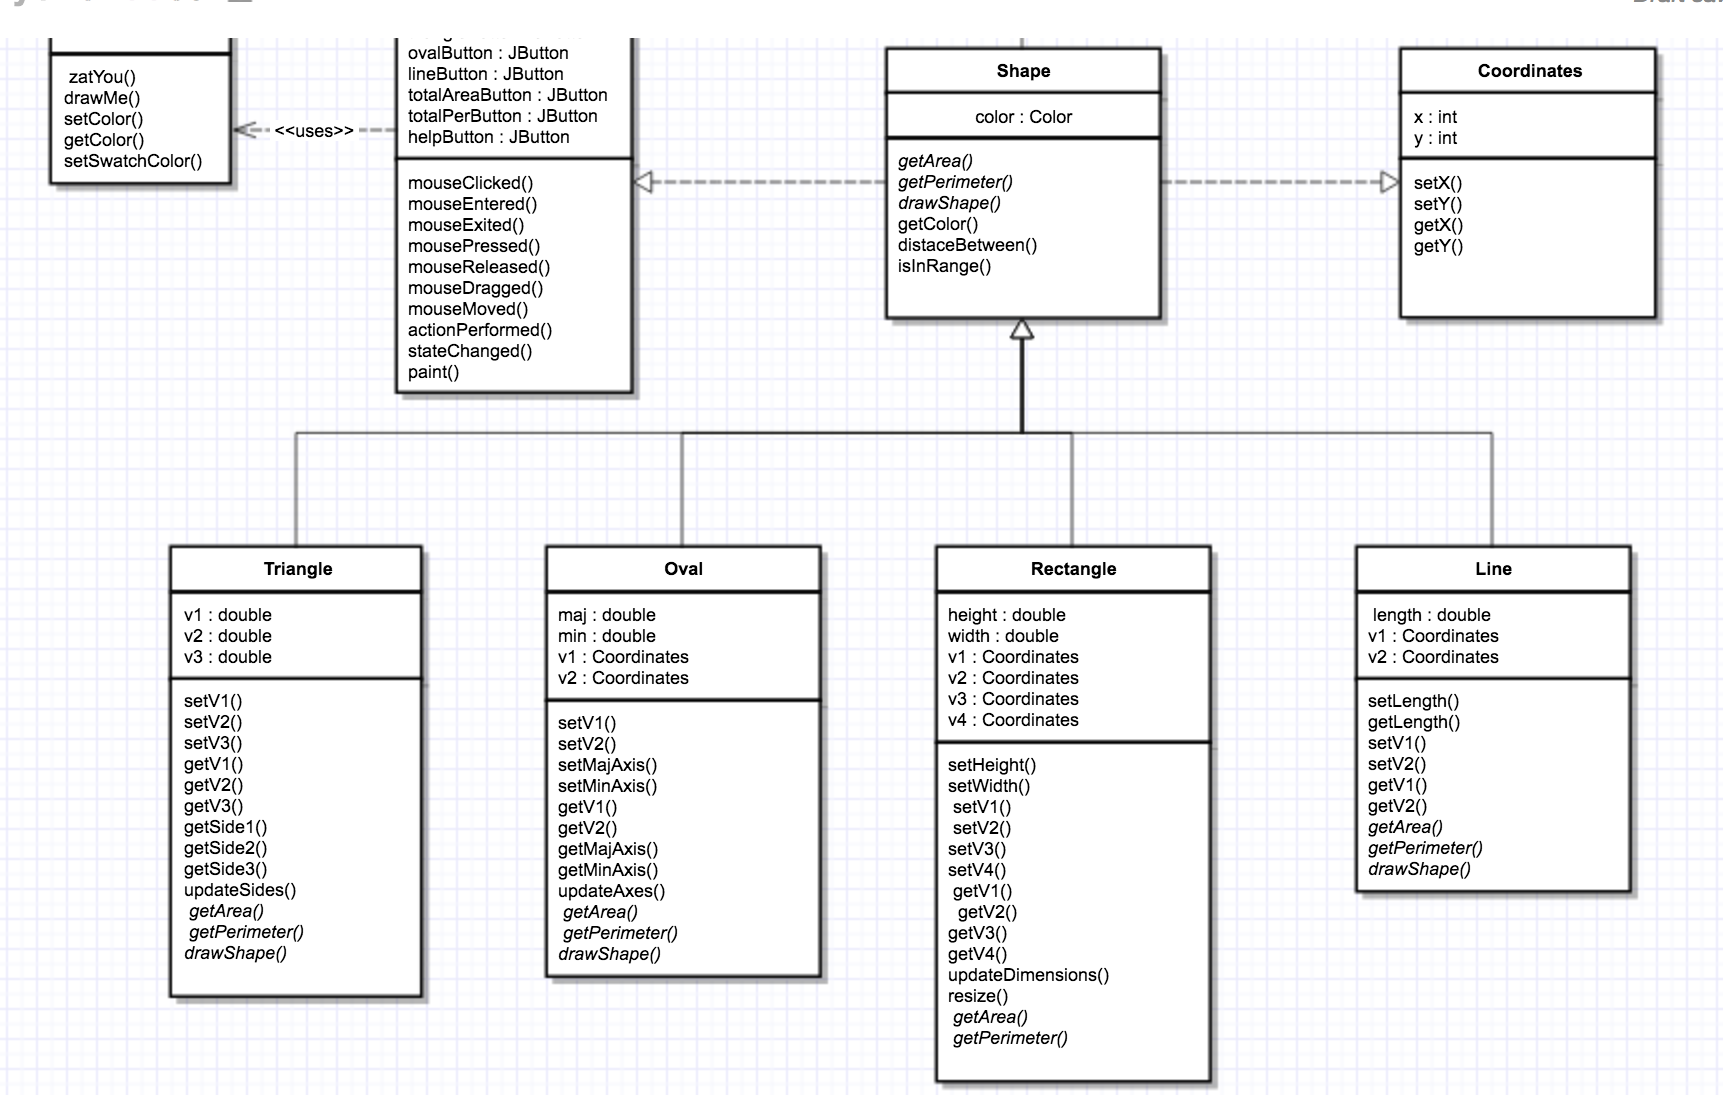 zatYou()
drawMe()
setColor()
getColor()
setSwatchColor()
<<uses>>
ovalButton : JButton
lineButton : JButton
totalAreaButton : JButton
totalPerButton : JButton
helpButton : JButton
mouseClicked()
mouseEntered()
mouseExited()
mousePressed()
mouseReleased()
mouseDragged()
mouseMoved()
actionPerformed()
stateChanged()
paint()
Shape
color : Color
getArea()
getPerimeter()
drawShape()
getColor()
distaceBetween()
isInRange()
Coordinates
x : int
y : int
setX()
setY()
getX()
getY()
Triangle
v1 : double
v2 : double
v3 : double
setV1()
setV2()
setV3()
getV1()
getV2()
getV3()
getSide1()
getSide2()
getSide3()
updateSides()
getArea()
getPerimeter()
drawShape()
Oval
maj : double
min : double
v1 : Coordinates
v2 : Coordinates
setV1()
setV2()
setMajAxis()
setMinAxis()
getV1()
getV2()
getMajAxis()
getMinAxis()
updateAxes()
getArea()
getPerimeter()
drawShape()
Rectangle
height : double
width : double
v1 : Coordinates
v2 : Coordinates
v3 : Coordinates
v4 : Coordinates
setHeight()
setWidth()
setV1()
setV2()
setV3()
setV4()
getV1()
getV2()
getV3()
getV4()
updateDimensions()
resize()
getArea()
getPerimeter()
Line
length : double
v1 : Coordinates
v2 : Coordinates
setLength()
getLength()
setV1()
setV2()
getV1()
getV2()
getArea()
getPerimeter()
drawShape()